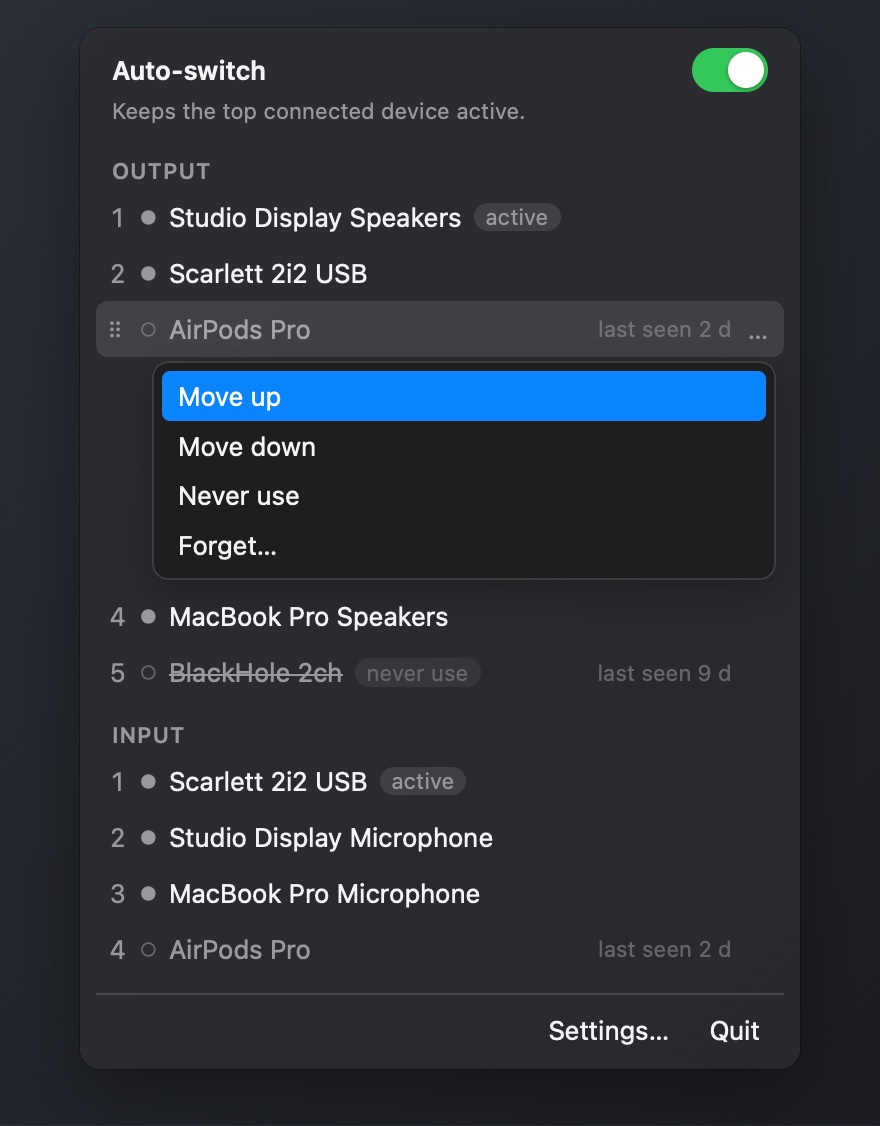 Auto-switch
Keeps the top connected device active.
OUTPUT
1 Studio Display Speakers active
2 Scarlett 2i2 USB
AirPods Pro last seen 2 d ...
Move up
Move down
Never use
Forget...
4 MacBook Pro Speakers
5 BlackHole 2ch never use last seen 9 d
INPUT
1 Scarlett 2i2 USB active
2 Studio Display Microphone
3 MacBook Pro Microphone
4 AirPods Pro last seen 2 d
Settings... Quit